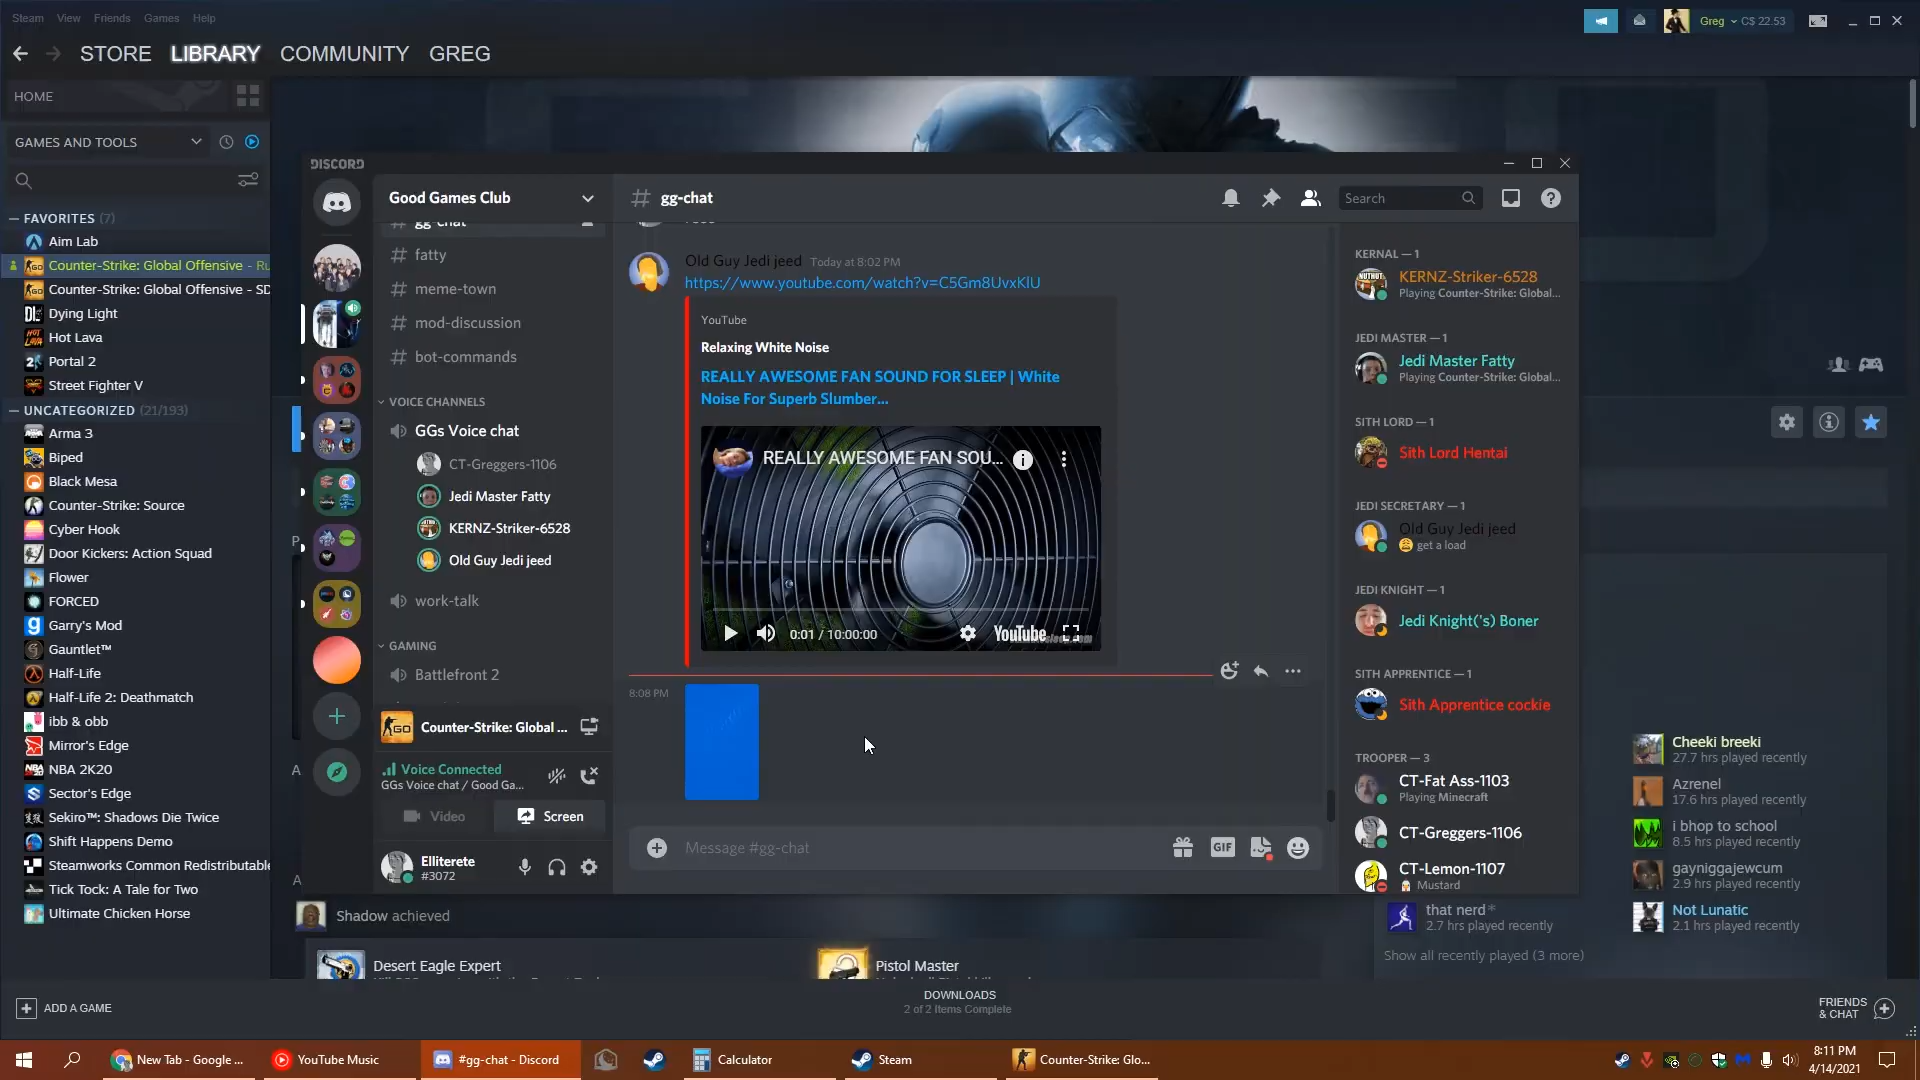 Steam View Friends Games Help
Greg C$ 22.53
STORE LIBRARY COMMUNITY GREG
HOME
GAMES AND TOOLS
FAVORITES (7)
Aim Lab
Counter-Strike: Global Offensive - Ru
Counter-Strike: Global Offensive - SD
Dying Light
Hot Lava
Portal 2
Street Fighter V
UNCATEGORIZED (21/193)
Arma 3
Biped
Black Mesa
Counter-Strike: Source
Cyber Hook
Door Kickers: Action Squad
Flower
FORCED
Garry's Mod
Gauntlet™
Half-Life
Half-Life 2: Deathmatch
ibb & obb
Mirror's Edge
NBA 2K20
Sector's Edge
Sekiro™: Shadows Die Twice
Shift Happens Demo
Steamworks Common Redistributable
Tick Tock: A Tale for Two
Ultimate Chicken Horse
ADD A GAME
DISCORD
Good Games Club
gg-chat
fatty
meme-town
mod-discussion
bot-commands
VOICE CHANNELS
GGs Voice chat
CT-Greggers-1106
Jedi Master Fatty
KERNZ-Striker-6528
Old Guy Jedi jeed
work-talk
GAMING
Battlefront 2
Counter-Strike: Global ...
Voice Connected
GGs Voice chat / Good Ga...
Video Screen
Elliterete
#3072
# gg-chat
Search
Old Guy Jedi jeed Today at 8:02 PM
https://www.youtube.com/watch?v=C5Gm8UvxKlU
YouTube
Relaxing White Noise
REALLY AWESOME FAN SOUND FOR SLEEP | White
Noise For Superb Slumber...
REALLY AWESOME FAN SOU...
0:01 / 10:00:00
YouTube
8:08 PM
Message #gg-chat
GIF
KERNAL — 1
KERNZ-Striker-6528
Playing Counter-Strike: Global...
JEDI MASTER — 1
Jedi Master Fatty
Playing Counter-Strike: Global...
SITH LORD — 1
Sith Lord Hentai
JEDI SECRETARY — 1
Old Guy Jedi jeed
get a load
JEDI KNIGHT — 1
Jedi Knight('s) Boner
SITH APPRENTICE — 1
Sith Apprentice cockie
TROOPER — 3
CT-Fat Ass-1103
Playing Minecraft
CT-Greggers-1106
CT-Lemon-1107
Mustard
P
A
A
Cheeki breeki
27.7 hrs played recently
Azrenel
17.6 hrs played recently
i bhop to school
8.5 hrs played recently
gayniggajewcum
2.9 hrs played recently
that nerd*
2.7 hrs played recently
Not Lunatic
2.1 hrs played recently
Show all recently played (3 more)
Shadow achieved
Desert Eagle Expert
Pistol Master
DOWNLOADS
2 of 2 Items Complete
FRIENDS
& CHAT
New Tab - Google ...
YouTube Music
#gg-chat - Discord
Calculator
Steam
Counter-Strike: Glo...
8:11 PM
4/14/2021